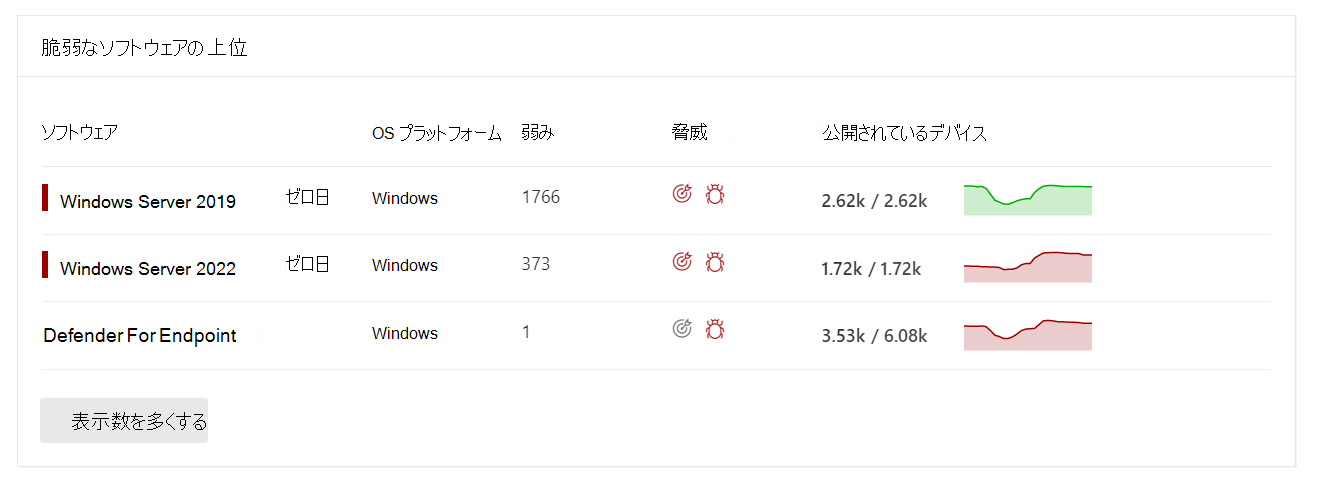 脆弱なソフトウェアの上位
ソフトウェア OS プラットフォーム 弱み 脅威 公開されているデバイス
Windows Server 2019 ゼロ日 Windows 1766 2.62k / 2.62k
Windows Server 2022 ゼロ日 Windows 373 1.72k / 1.72k
Defender For Endpoint Windows 1 3.53k / 6.08k
表示数を多くする